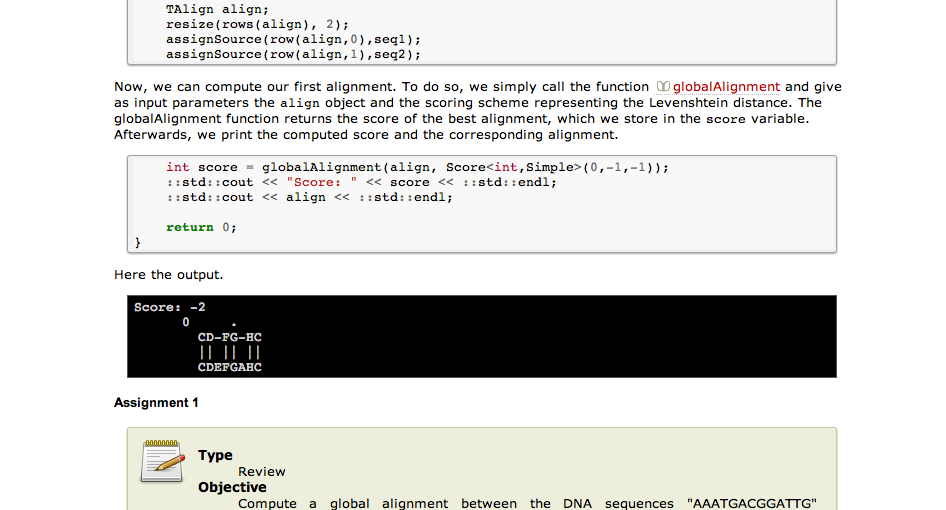 TAlign align;
resize(rows(align), 2);
assignSource(row(align,0),seq1);
assignSource(row(align,1),seq2);
Now, we can compute our first alignment. To do so, we simply call the function globalAlignment and give
as input parameters the align object and the scoring scheme representing the Levenshtein distance. The
globalAlignment function returns the score of the best alignment, which we store in the score variable.
Afterwards, we print the computed score and the corresponding alignment.
int score = globalAlignment(align, Score<int,Simple>(0,-1,-1));
::std::cout << "Score: " << score << ::std::endl;
::std::cout << align << ::std::endl;
return 0;
}
Here the output.
Score: -2
0     .
CD-FG-HC
|| || ||
CDEFGAHC
Assignment 1
Type
Review
Objective
Compute a global alignment between the DNA sequences "AAATGACGGATTG"